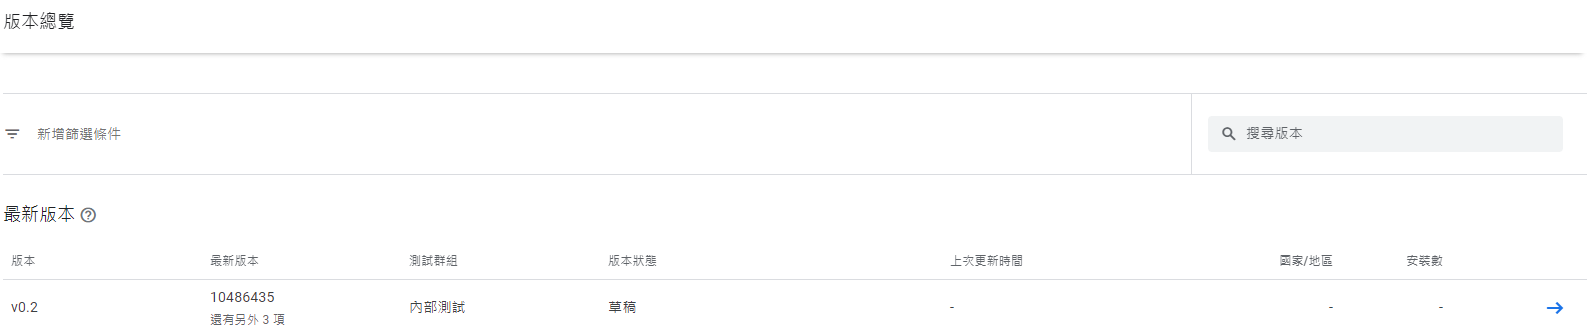 版本總覽
新增篩選條件
搜尋版本
最新版本
版本 最新版本 測試群組 版本狀態 上次更新時間 國家/地區 安裝數
v0.2 10486435 內部測試 草稿 - - -
還有另外 3 項